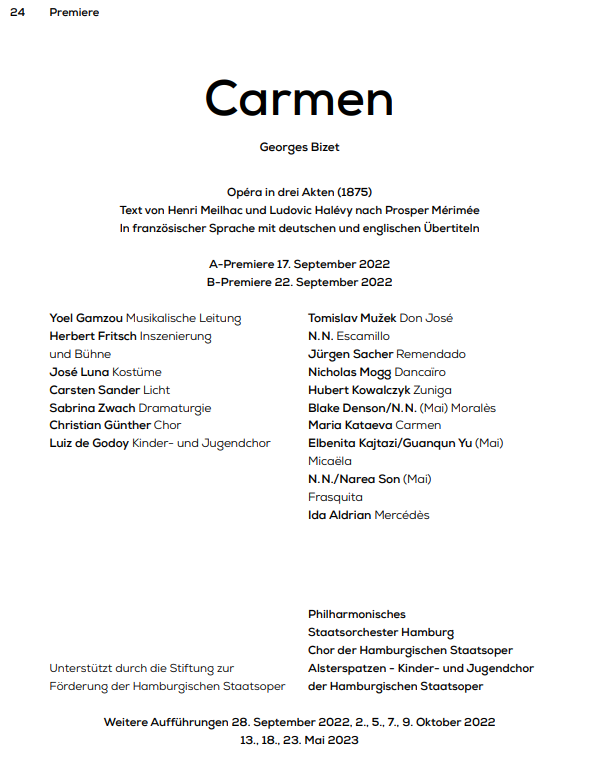 24 Premiere
Carmen
Georges Bizet
Opéra in drei Akten (1875)
Text von Henri Meilhac und Ludovic Halévy nach Prosper Mérimée
In französischer Sprache mit deutschen und englischen Übertiteln
A-Premiere 17. September 2022
B-Premiere 22. September 2022
Yoel Gamzou Musikalische Leitung
Herbert Fritsch Inszenierung
und Bühne
José Luna Kostüme
Carsten Sander Licht
Sabrina Zwach Dramaturgie
Christian Günther Chor
Luiz de Godoy Kinder- und Jugendchor
Tomislav Mužek Don José
N.N. Escamillo
Jürgen Sacher Remendado
Nicholas Mogg Dancaïro
Hubert Kowalczyk Zuniga
Blake Denson/N.N. (Mai) Moralès
Maria Kataeva Carmen
Elbenita Kajtazi/Guanqun Yu (Mai)
Micaëla
N.N./Narea Son (Mai)
Frasquita
Ida Aldrian Mercédès
Unterstützt durch die Stiftung zur
Förderung der Hamburgischen Staatsoper
Philharmonisches
Staatsorchester Hamburg
Chor der Hamburgischen Staatsoper
Alsterspatzen - Kinder- und Jugendchor
der Hamburgischen Staatsoper
Weitere Aufführungen 28. September 2022, 2., 5., 7., 9. Oktober 2022
13., 18., 23. Mai 2023